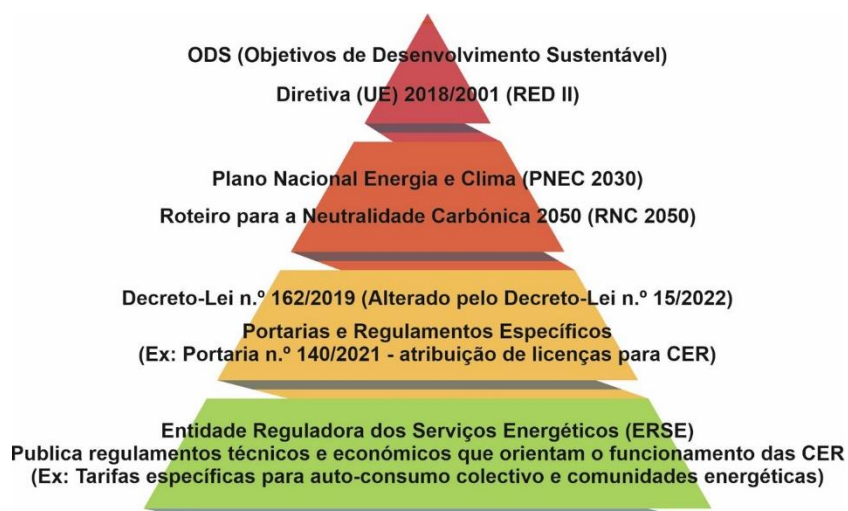 ODS (Objetivos de Desenvolvimento Sustentável)
Diretiva (UE) 2018/2001 (RED II)
Plano Nacional Energia e Clima (PNEC 2030)
Roteiro para a Neutralidade Carbónica 2050 (RNC 2050)
Decreto-Lei n.º 162/2019 (Alterado pelo Decreto-Lei n.º 15/2022)
Portarias e Regulamentos Específicos
(Ex: Portaria n.º 140/2021 - atribuição de licenças para CER)
Entidade Reguladora dos Serviços Energéticos (ERSE)
Publica regulamentos técnicos e económicos que orientam o funcionamento das CER
(Ex: Tarifas específicas para auto-consumo colectivo e comunidades energéticas)